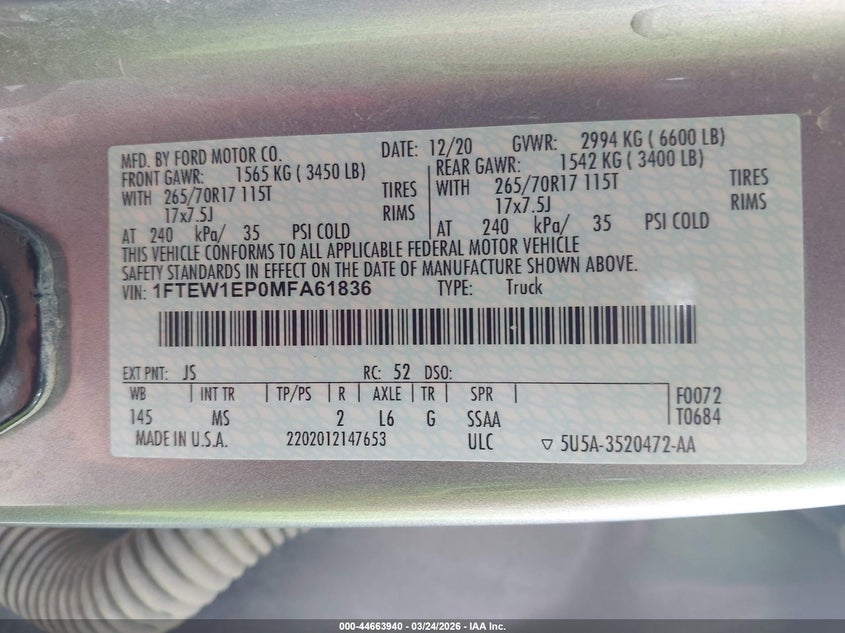 MFD. BY FORD MOTOR CO. DATE: 12/20 GVWR: 2994 KG ( 6600 LB)
FRONT GAWR: 1565 KG ( 3450 LB) REAR GAWR: 1542 KG ( 3400 LB)
WITH 265/70R17 115T TIRES WITH 265/70R17 115T TIRES
17x7.5J RIMS 17x7.5J RIMS
AT 240 kPa/ 35 PSI COLD AT 240 kPa/ 35 PSI COLD
THIS VEHICLE CONFORMS TO ALL APPLICABLE FEDERAL MOTOR VEHICLE
SAFETY STANDARDS IN EFFECT ON THE DATE OF MANUFACTURE SHOWN ABOVE.
VIN: 1FTEW1EP0MFA61836 TYPE: Truck
EXT PNT: JS RC: 52 DSO:
WB INT TR TP/PS R AXLE TR SPR F0072
145 MS 2 L6 G SSAA T0684
MADE IN U.S.A. 2202012147653 ULC ▽ 5U5A-3520472-AA
000-44663940 - 03/24/2026 - IAA Inc.